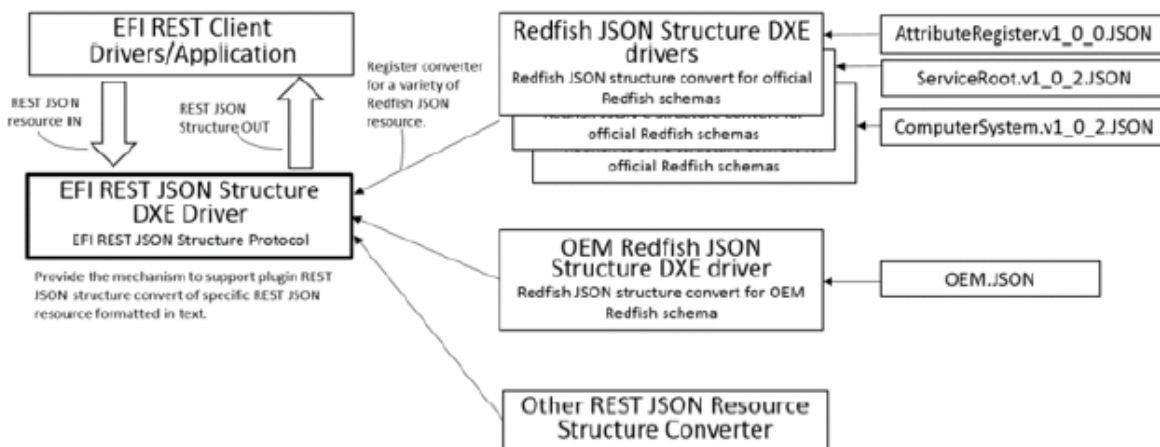 EFI REST Client
Drivers/Application
REST JSON
resource IN
REST JSON
Structure OUT
Register converter
for a variety of
Redfish JSON
resource.
EFI REST JSON Structure
DXE Driver
EFI REST JSON Structure Protocol
Provide the mechanism to support plugin REST
JSON structure convert of specific REST JSON
resource formatted in text.
Redfish JSON Structure DXE
drivers
Redfish JSON structure convert for official
Redfish schemas
official Redfish schemas
official Redfish schemas
AttributeRegister.v1_0_0.JSON
ServiceRoot.v1_0_2.JSON
ComputerSystem.v1_0_2.JSON
OEM Redfish JSON
Structure DXE driver
Redfish JSON structure convert for OEM
Redfish schema
OEM.JSON
Other REST JSON Resource
Structure Converter